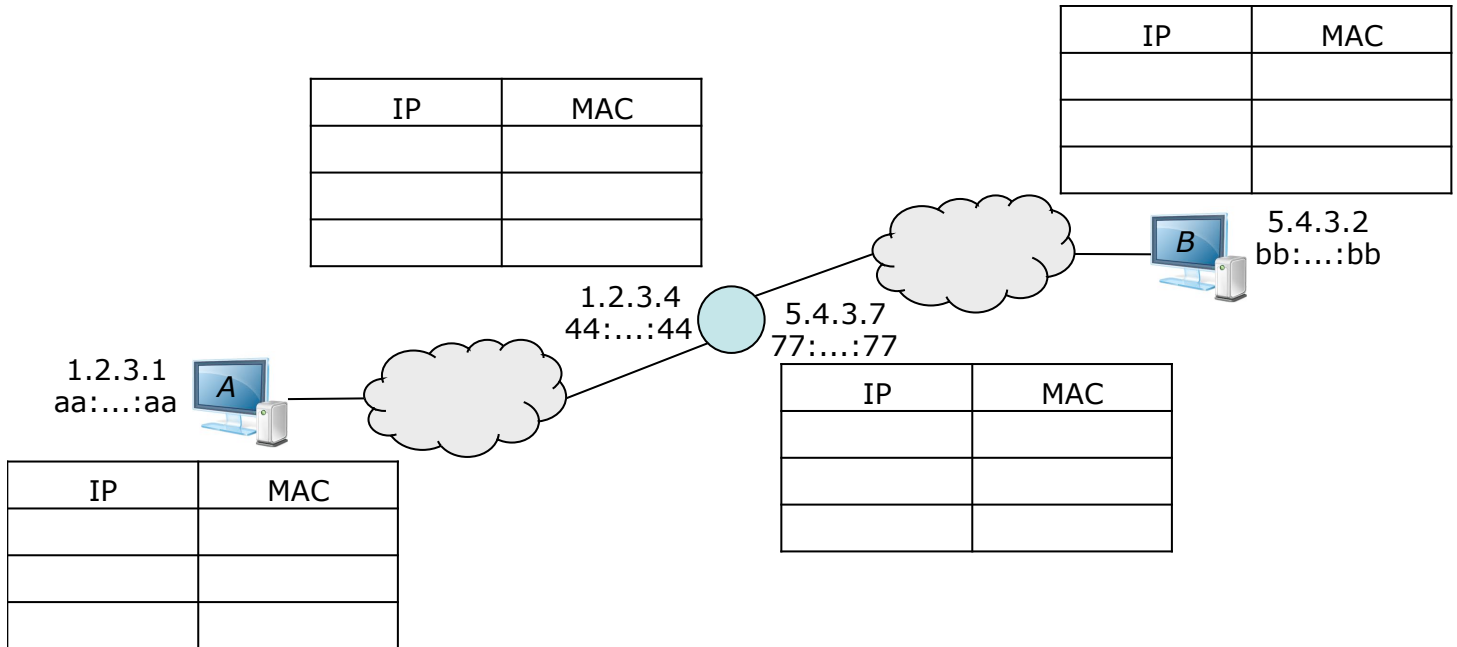 IP MAC
IP MAC
5.4.3.2
B
bb:...:bb
1.2.3.4
44:...:44
5.4.3.7
77:...:77
1.2.3.1
A
aa:...:aa
IP MAC
IP MAC